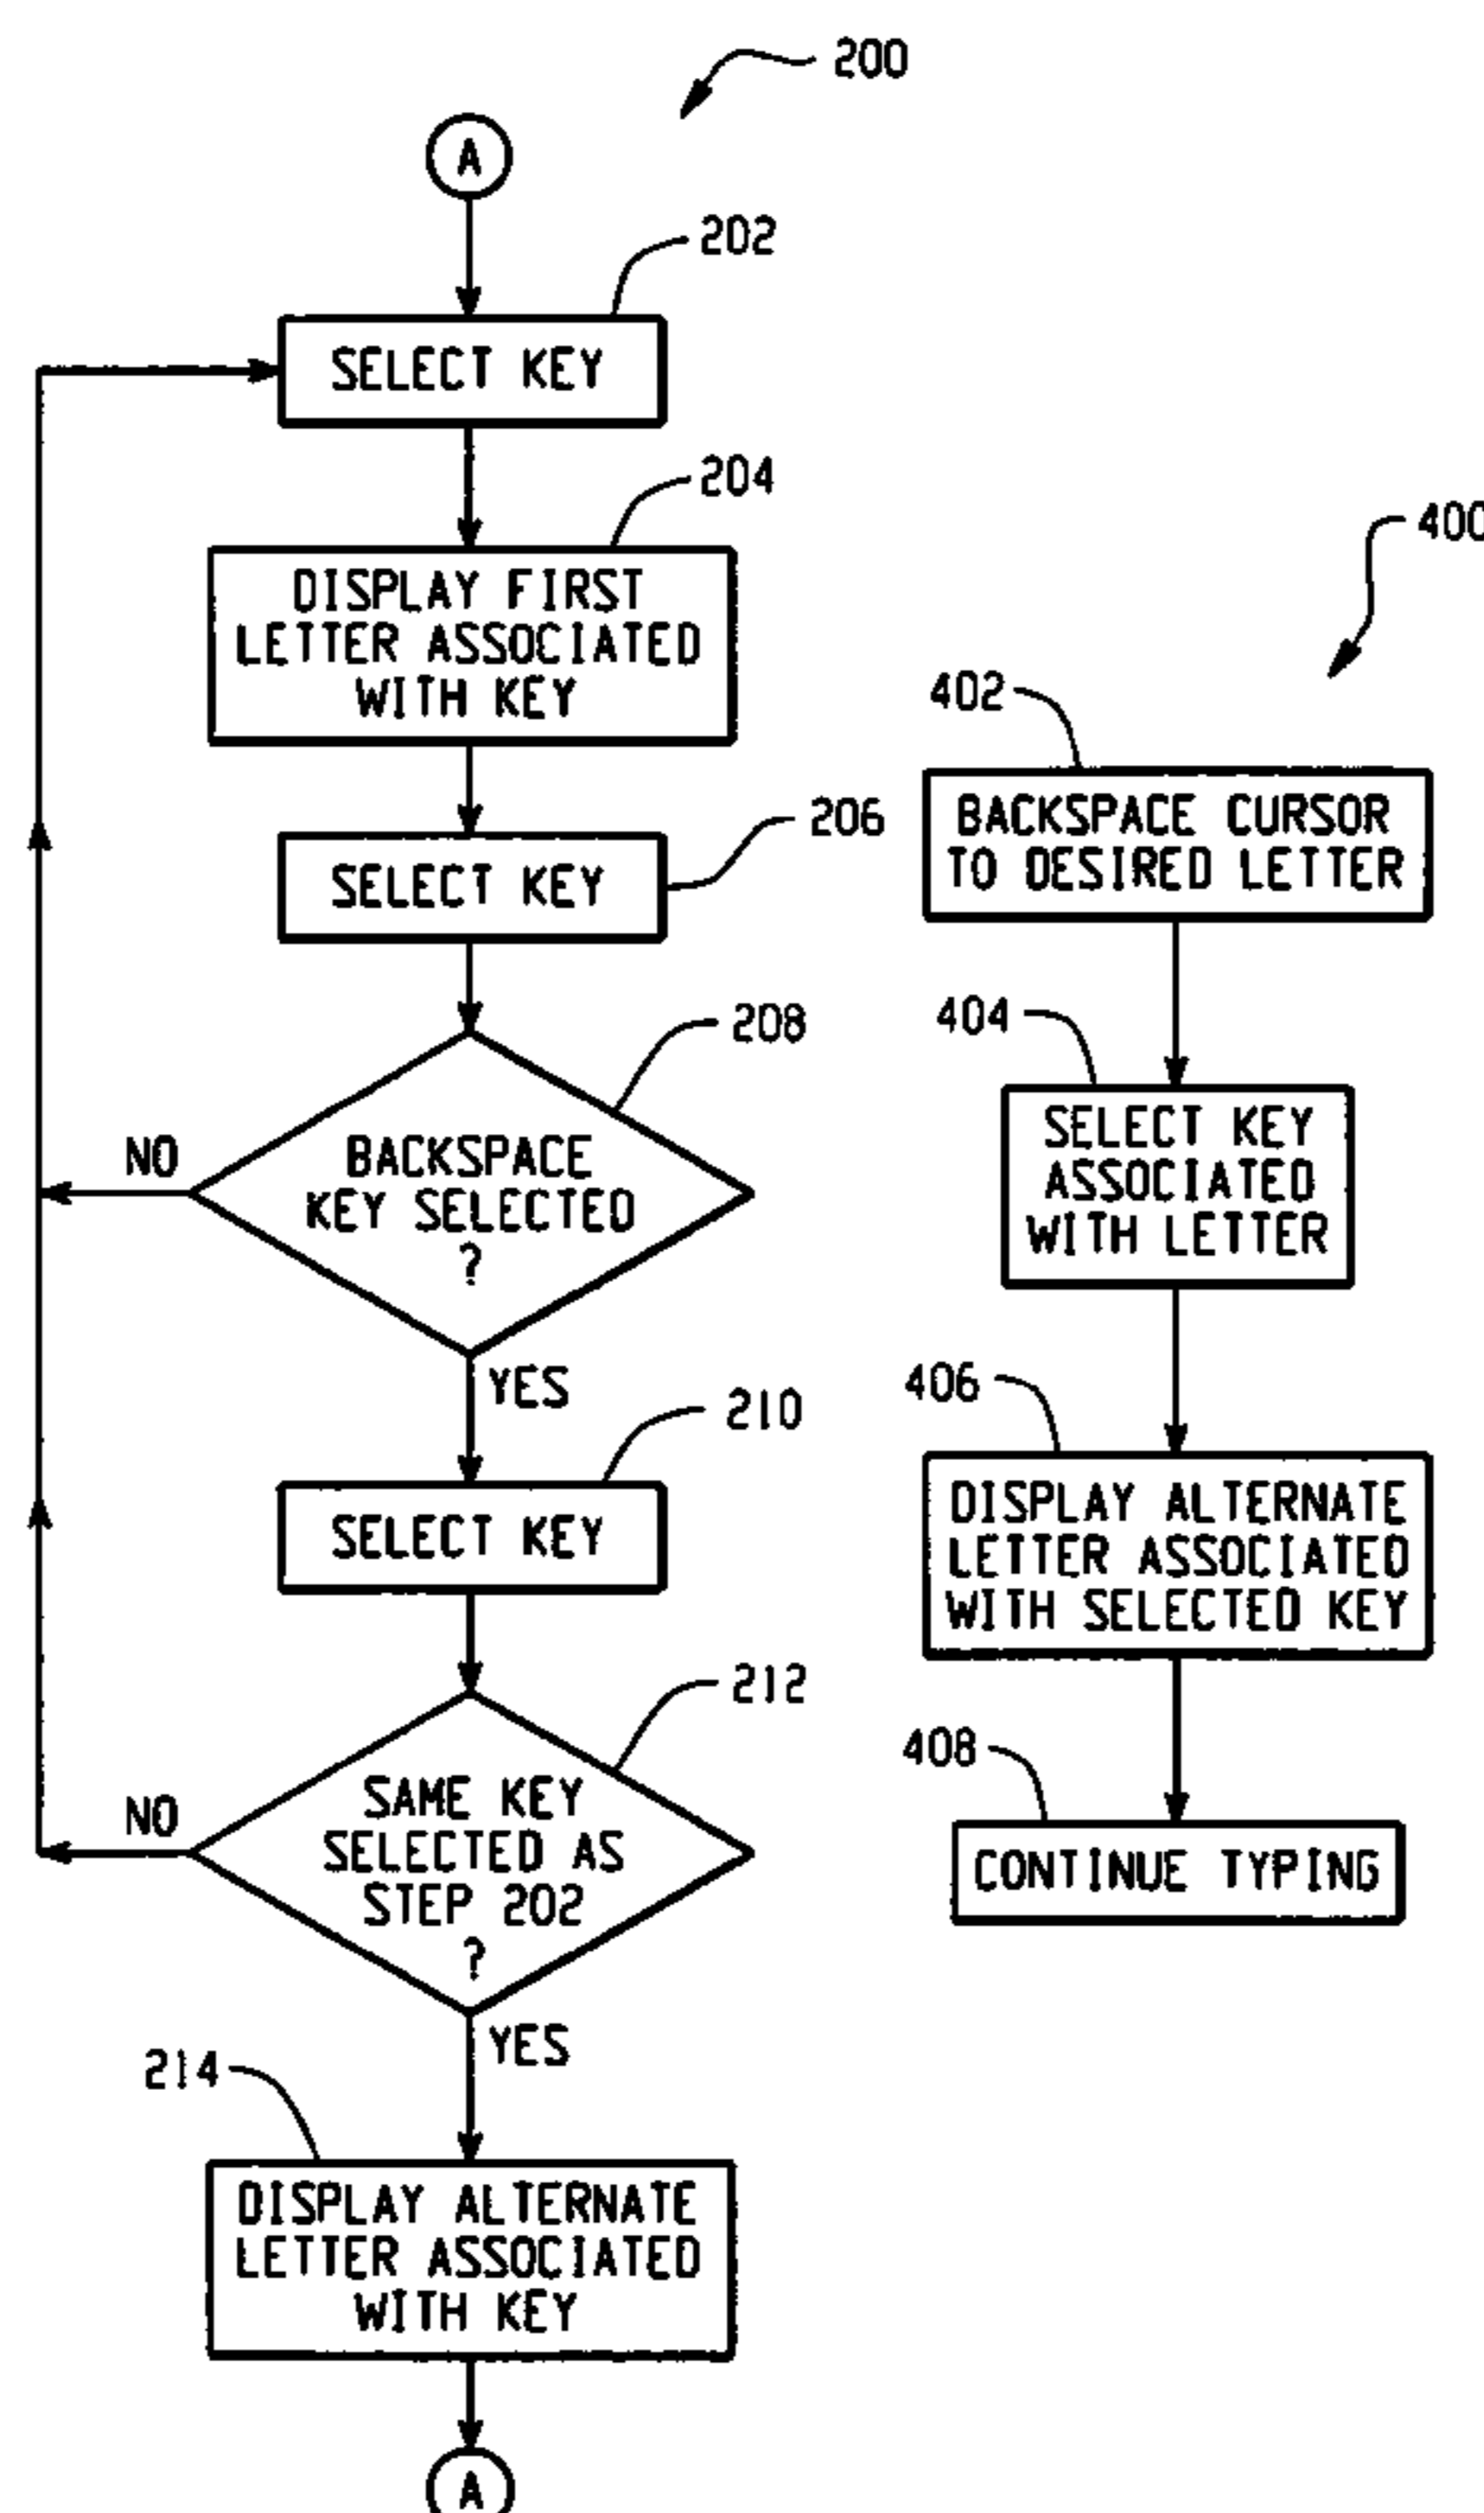 200
A
202
SELECT KEY
204
DISPLAY FIRST
LETTER ASSOCIATED
WITH KEY
206
SELECT KEY
208
BACKSPACE
KEY SELECTED
?
NO
YES
210
SELECT KEY
212
SAME KEY
SELECTED AS
STEP 202
?
NO
YES
214
DISPLAY ALTERNATE
LETTER ASSOCIATED
WITH KEY
A
400
402
BACKSPACE CURSOR
TO DESIRED LETTER
404
SELECT KEY
ASSOCIATED
WITH LETTER
406
DISPLAY ALTERNATE
LETTER ASSOCIATED
WITH SELECTED KEY
408
CONTINUE TYPING